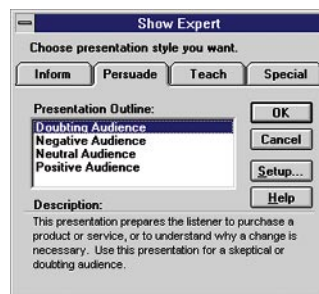 Show Expert
Choose presentation style you want.
Inform Persuade Teach Special
Presentation Outline:
Doubting Audience
Negative Audience
Neutral Audience
Positive Audience
OK
Cancel
Setup...
Help
Description:
This presentation prepares the listener to purchase a
product or service, or to understand why a change is
necessary. Use this presentation for a skeptical or
doubting audience.